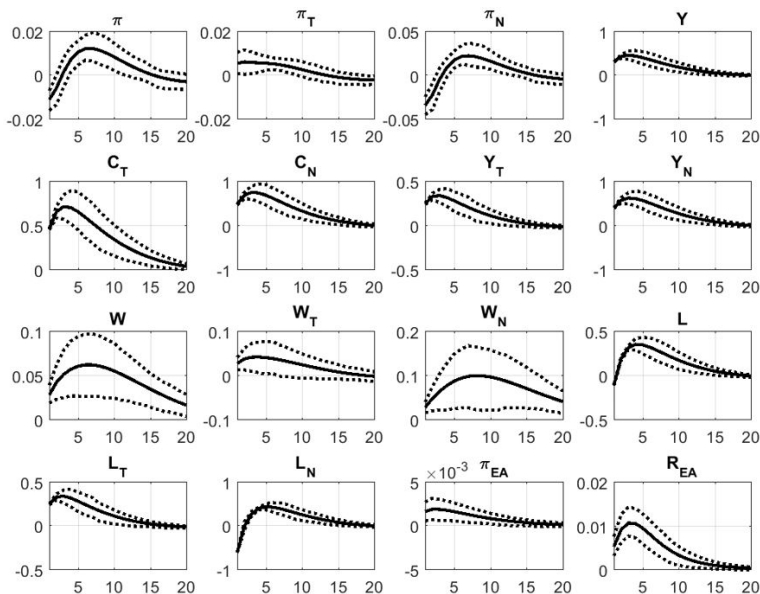 π π_T π_N Y
0.02 0.02 0.05 1
0 0 0 0
-0.02 -0.02 -0.05 -1
5 10 15 20 5 10 15 20 5 10 15 20 5 10 15 20
C_T C_N Y_T Y_N
1 1 0.5 1
0.5 0 0 0
0 -1 -0.5 -1
5 10 15 20 5 10 15 20 5 10 15 20 5 10 15 20
W W_T W_N L
0.1 0.1 0.2 0.5
0.05 0 0.1 0
0 -0.1 0 -0.5
5 10 15 20 5 10 15 20 5 10 15 20 5 10 15 20
L_T L_N ×10^-3 π_EA R_EA
0.5 1 5 0.02
0 0 0 0.01
-0.5 -1 -5 0
5 10 15 20 5 10 15 20 5 10 15 20 5 10 15 20